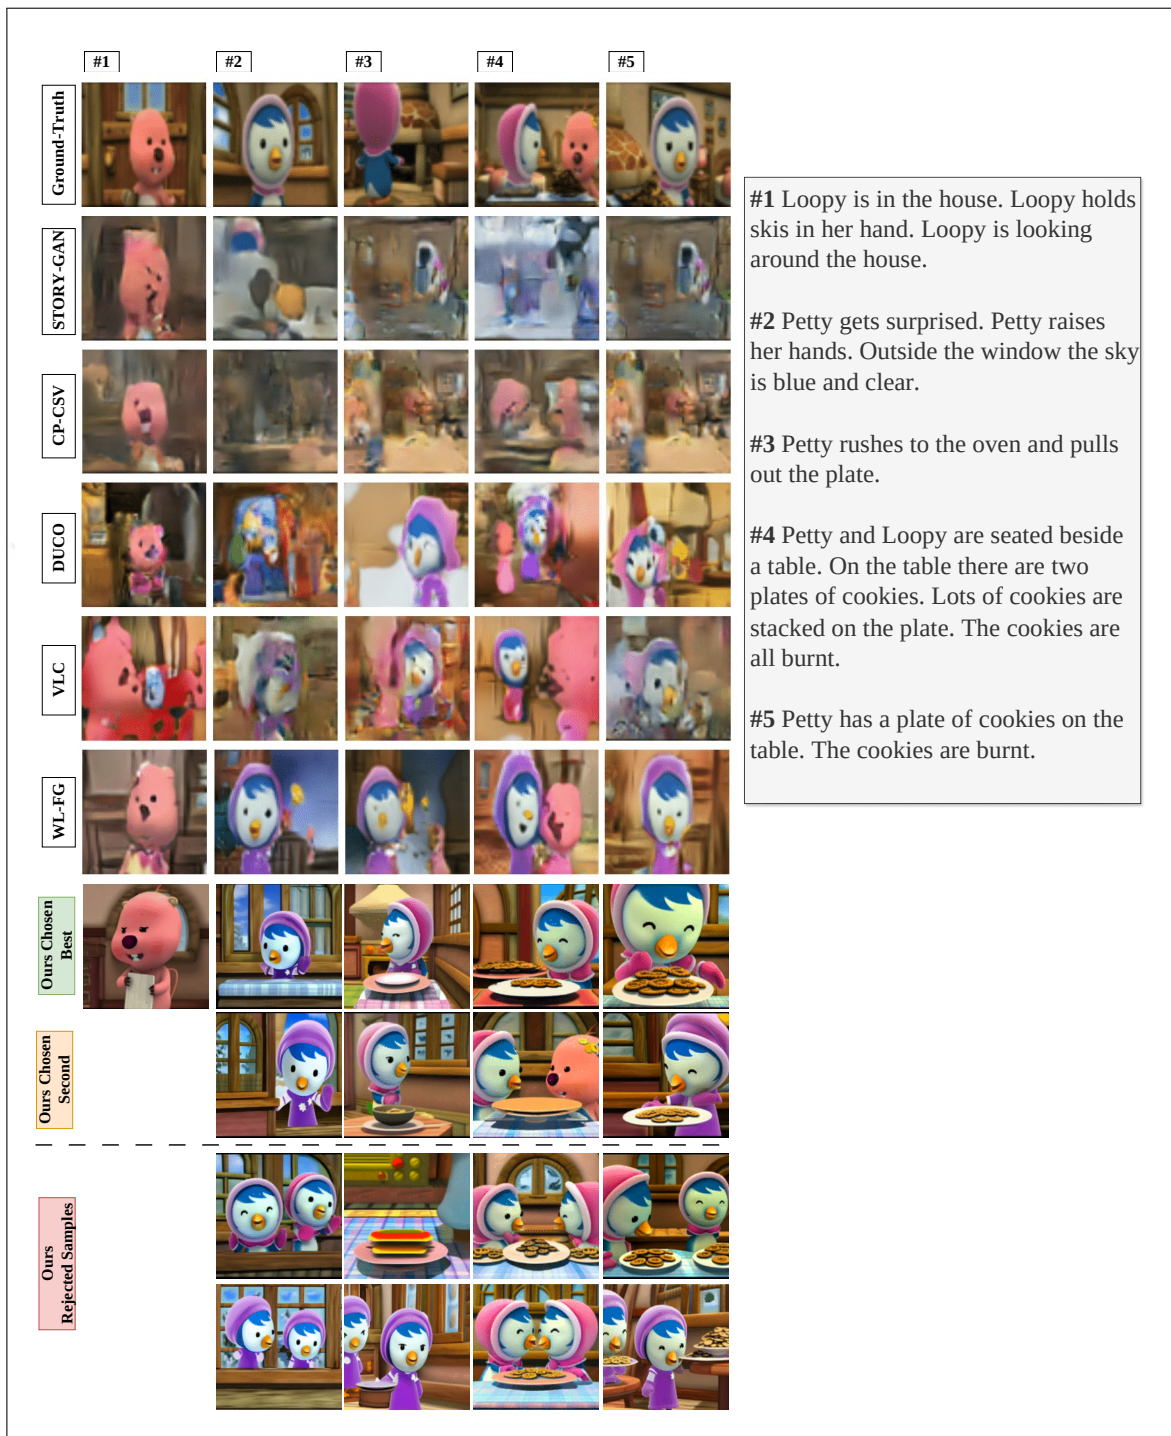 #1 #2 #3 #4 #5
Ground-Truth
STORY-GAN
CP-CSV
DUCO
VLC
WL-FG
Ours Chosen
Best
Ours Chosen
Second
Ours
Rejected Samples
#1 Loopy is in the house. Loopy holds
skis in her hand. Loopy is looking
around the house.
#2 Petty gets surprised. Petty raises
her hands. Outside the window the sky
is blue and clear.
#3 Petty rushes to the oven and pulls
out the plate.
#4 Petty and Loopy are seated beside
a table. On the table there are two
plates of cookies. Lots of cookies are
stacked on the plate. The cookies are
all burnt.
#5 Petty has a plate of cookies on the
table. The cookies are burnt.